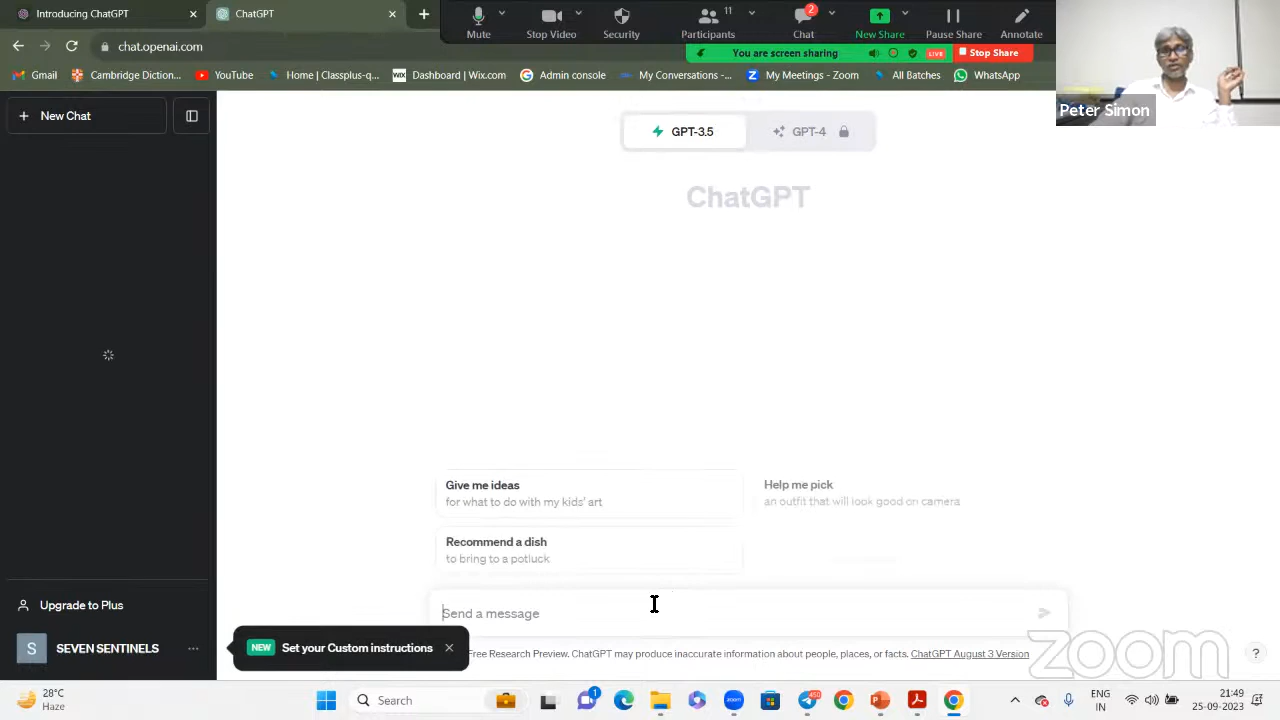 Introducing ChatGPT
ChatGPT
Mute
Stop Video
Security
11
Participants
2
Chat
New Share
Pause Share
Annotate
chat.openai.com
You are screen sharing
LIVE
Stop Share
Gmail
Cambridge Diction...
YouTube
Home | Classplus-q...
WIX
Dashboard | Wix.com
Admin console
My Conversations -...
My Meetings - Zoom
All Batches
WhatsApp
Peter Simon
New Chat
GPT-3.5
GPT-4
ChatGPT
Give me ideas
for what to do with my kids' art
Help me pick
an outfit that will look good on camera
Recommend a dish
to bring to a potluck
Send a message
Upgrade to Plus
S
SEVEN SENTINELS
NEW
Set your Custom instructions
Free Research Preview. ChatGPT may produce inaccurate information about people, places, or facts. ChatGPT August 3 Version
zoom
?
28°C
Haze
Search
1
zoom
450
ENG
IN
21:49
25-09-2023